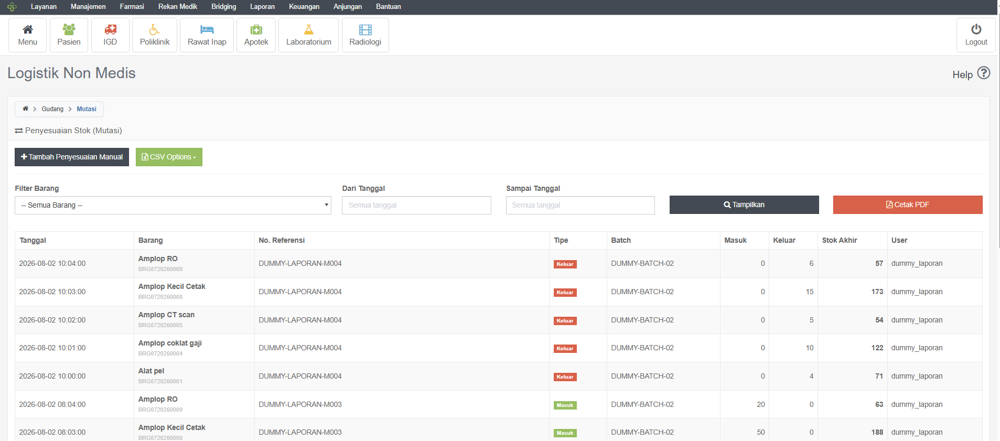 Layanan Manajemen Farmasi Rekan Medik Bridging Laporan Keuangan Anjungan Bantuan
Menu Pasien IGD Poliklinik Rawat Inap Apotek Laboratorium Radiologi Logout
Logistik Non Medis
Help
Gudang Mutasi
Penyesuaian Stok (Mutasi)
Tambah Penyesuaian Manual CSV Options
Filter Barang Dari Tanggal Sampai Tanggal
-- Semua Barang -- Semua tanggal Semua tanggal Tampilkan Cetak PDF
Tanggal Barang No. Referensi Tipe Batch Masuk Keluar Stok Akhir User
2026-08-02 10:04:00 Amplop RO DUMMY-LAPORAN-M004 Keluar DUMMY-BATCH-02 0 6 57 dummy_laporan
BRG0720260009
2026-08-02 10:03:00 Amplop Kecil Cetak DUMMY-LAPORAN-M004 Keluar DUMMY-BATCH-02 0 15 173 dummy_laporan
BRG0720260008
2026-08-02 10:02:00 Amplop CT scan DUMMY-LAPORAN-M004 Keluar DUMMY-BATCH-02 0 5 54 dummy_laporan
BRG0720260005
2026-08-02 10:01:00 Amplop coklat gaji DUMMY-LAPORAN-M004 Keluar DUMMY-BATCH-02 0 10 122 dummy_laporan
BRG0720260004
2026-08-02 10:00:00 Alat pel DUMMY-LAPORAN-M004 Keluar DUMMY-BATCH-02 0 4 71 dummy_laporan
BRG0720260001
2026-08-02 08:04:00 Amplop RO DUMMY-LAPORAN-M003 Masuk DUMMY-BATCH-02 20 0 63 dummy_laporan
BRG0720260009
2026-08-02 08:03:00 Amplop Kecil Cetak DUMMY-LAPORAN-M003 Masuk DUMMY-BATCH-02 50 0 188 dummy_laporan
BRG0720260008